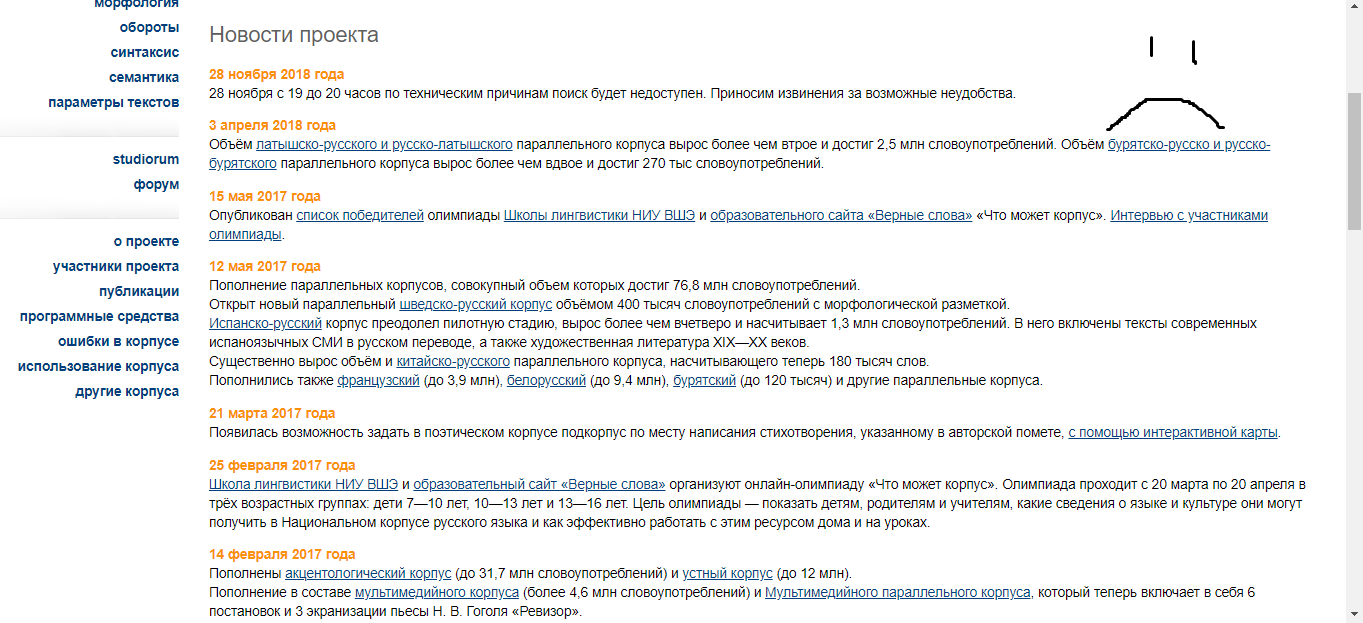 морфология
обороты
синтаксис
семантика
параметры текстов
studiorum
форум
о проекте
участники проекта
публикации
программные средства
ошибки в корпусе
использование корпуса
другие корпуса
Новости проекта
28 ноября 2018 года
28 ноября с 19 до 20 часов по техническим причинам поиск будет недоступен. Приносим извинения за возможные неудобства.
3 апреля 2018 года
Объём латышско-русского и русско-латышского параллельного корпуса вырос более чем втрое и достиг 2,5 млн словоупотреблений. Объём бурятско-русско и русско-
бурятского параллельного корпуса вырос более чем вдвое и достиг 270 тыс словоупотреблений.
15 мая 2017 года
Опубликован список победителей олимпиады Школы лингвистики НИУ ВШЭ и образовательного сайта «Верные слова» «Что может корпус». Интервью с участниками
олимпиады.
12 мая 2017 года
Пополнение параллельных корпусов, совокупный объем которых достиг 76,8 млн словоупотреблений.
Открыт новый параллельный шведско-русский корпус объёмом 400 тысяч словоупотреблений с морфологической разметкой.
Испанско-русский корпус преодолел пилотную стадию, вырос более чем вчетверо и насчитывает 1,3 млн словоупотреблений. В него включены тексты современных
испаноязычных СМИ в русском переводе, а также художественная литература XIX—XX веков.
Существенно вырос объём и китайско-русского параллельного корпуса, насчитывающего теперь 180 тысяч слов.
Пополнились также французский (до 3,9 млн), белорусский (до 9,4 млн), бурятский (до 120 тысяч) и другие параллельные корпуса.
21 марта 2017 года
Появилась возможность задать в поэтическом корпусе подкорпус по месту написания стихотворения, указанному в авторской помете, с помощью интерактивной карты.
25 февраля 2017 года
Школа лингвистики НИУ ВШЭ и образовательный сайт «Верные слова» организуют онлайн-олимпиаду «Что может корпус». Олимпиада проходит с 20 марта по 20 апреля в
трёх возрастных группах: дети 7—10 лет, 10—13 лет и 13—16 лет. Цель олимпиады — показать детям, родителям и учителям, какие сведения о языке и культуре они могут
получить в Национальном корпусе русского языка и как эффективно работать с этим ресурсом дома и на уроках.
14 февраля 2017 года
Пополнены акцентологический корпус (до 31,7 млн словоупотреблений) и устный корпус (до 12 млн).
Пополнение в составе мультимедийного корпуса (более 4,6 млн словоупотреблений) и Мультимедийного параллельного корпуса, который теперь включает в себя 6
постановок и 3 экранизации пьесы Н. В. Гоголя «Ревизор».